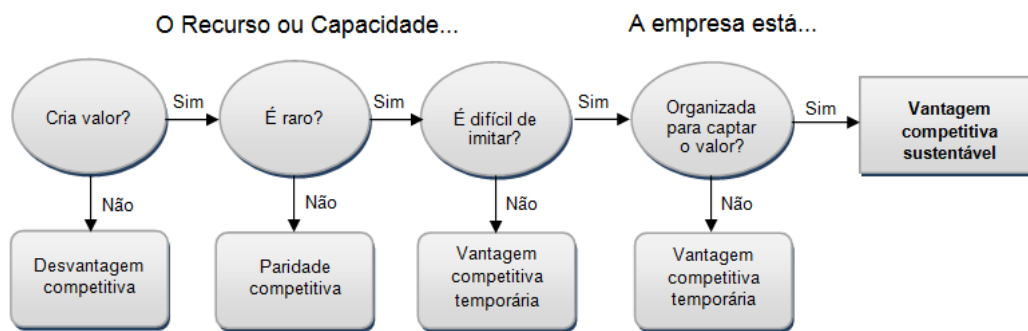 O Recurso ou Capacidade...
A empresa está...
Cria valor?
Sim
É raro?
Sim
É difícil de
imitar?
Sim
Organizada
para captar
o valor?
Sim
Vantagem
competitiva
sustentável
Não
Não
Não
Não
Desvantagem
competitiva
Paridade
competitiva
Vantagem
competitiva
temporária
Vantagem
competitiva
temporária